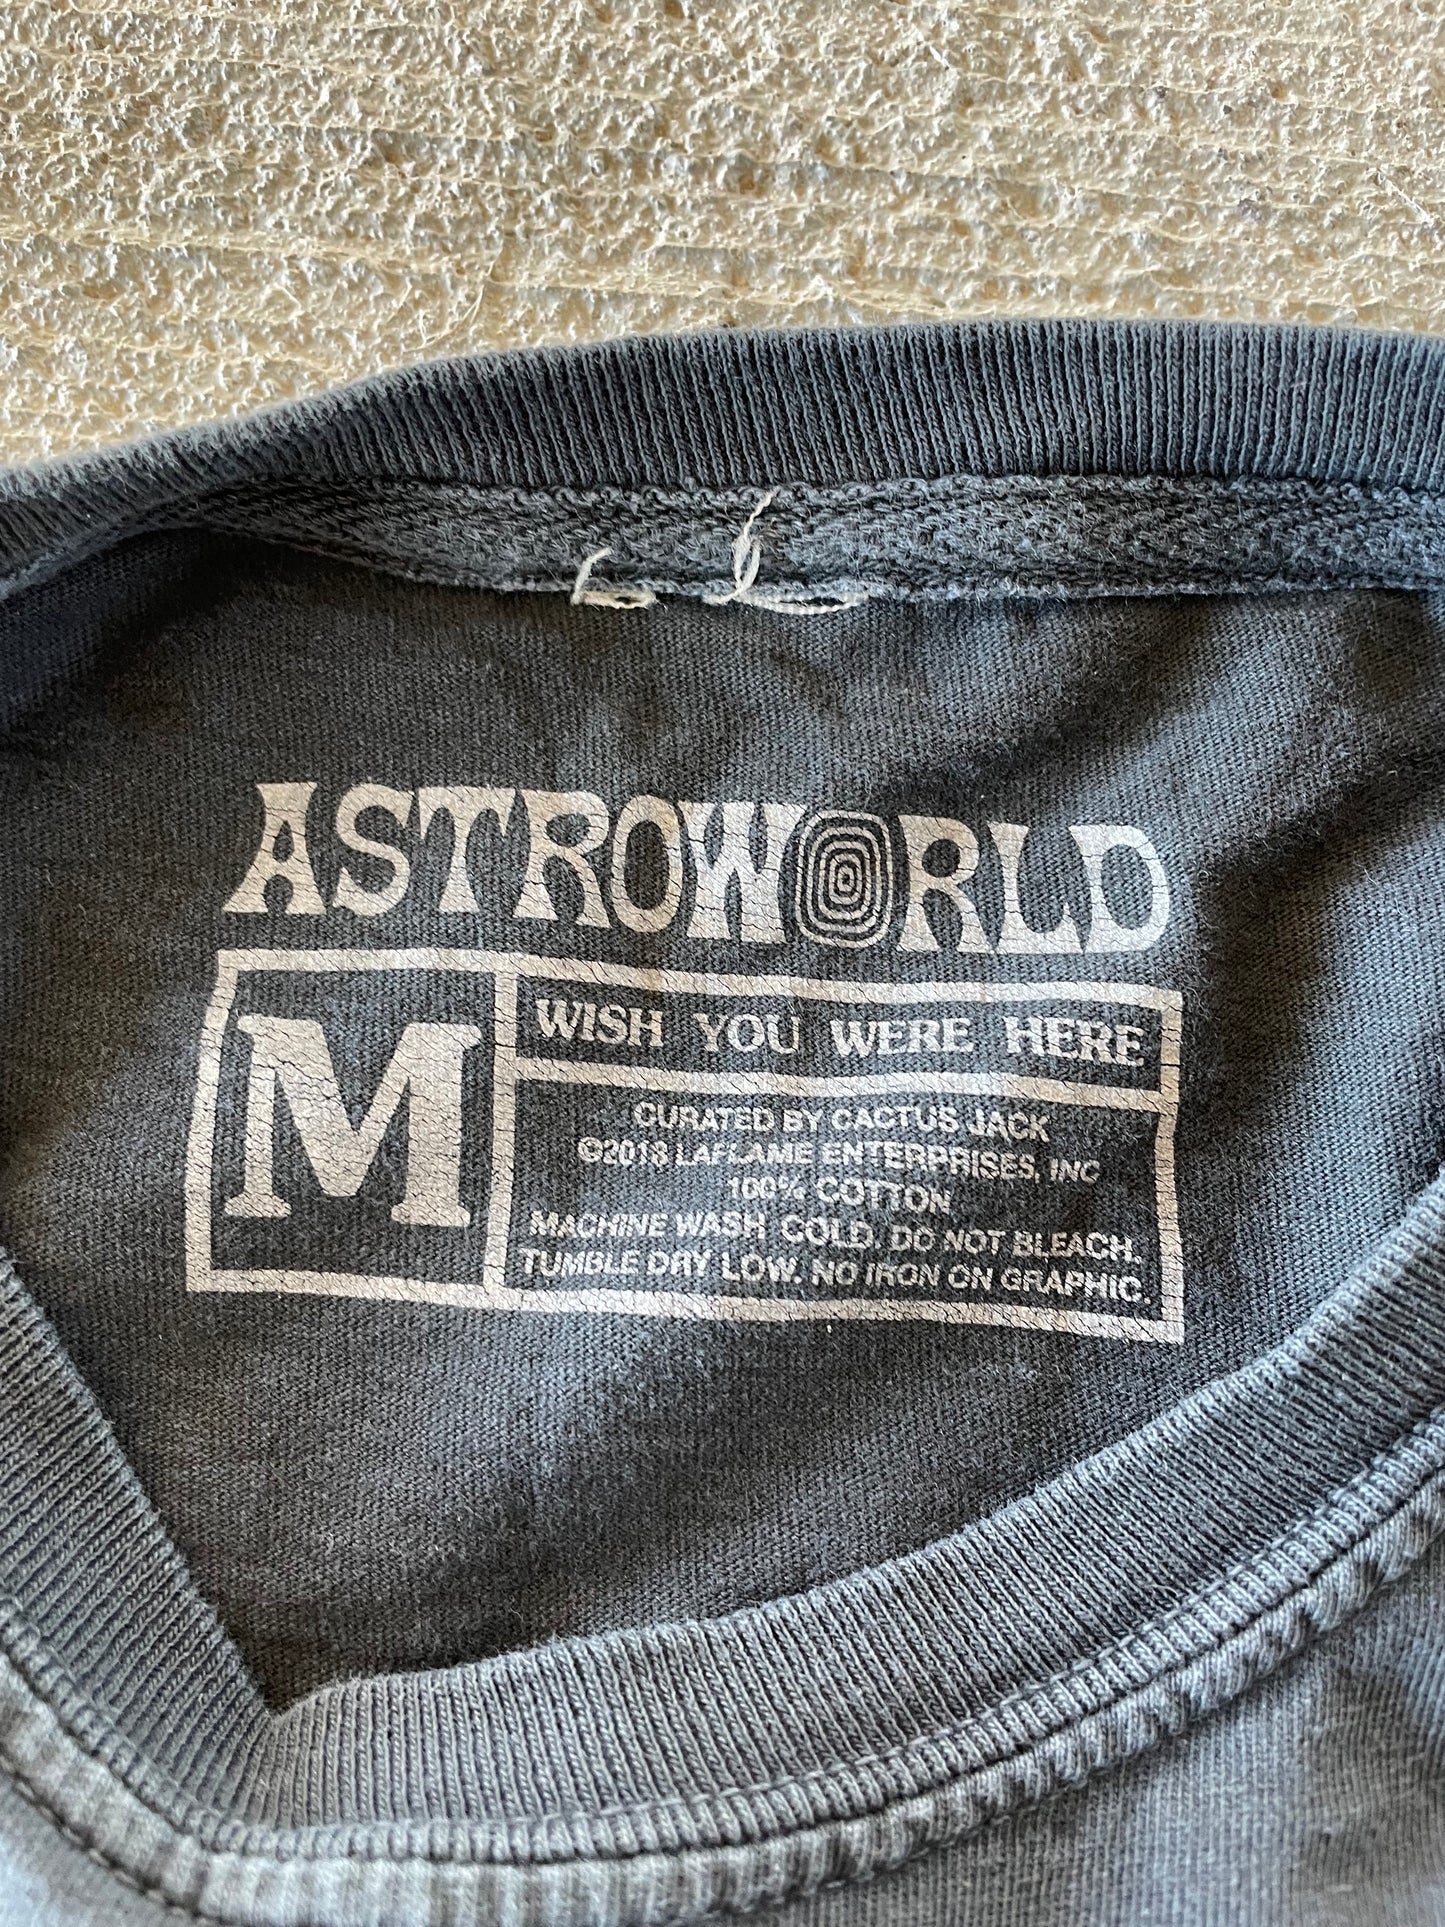 ASTROWORLD
M
WISH YOU WERE HERE
CURATED BY CACTUS JACK
©2018 LAFLAME ENTERPRISES, INC
100% COTTON
MACHINE WASH COLD. DO NOT BLEACH.
TUMBLE DRY LOW. NO IRON ON GRAPHIC.